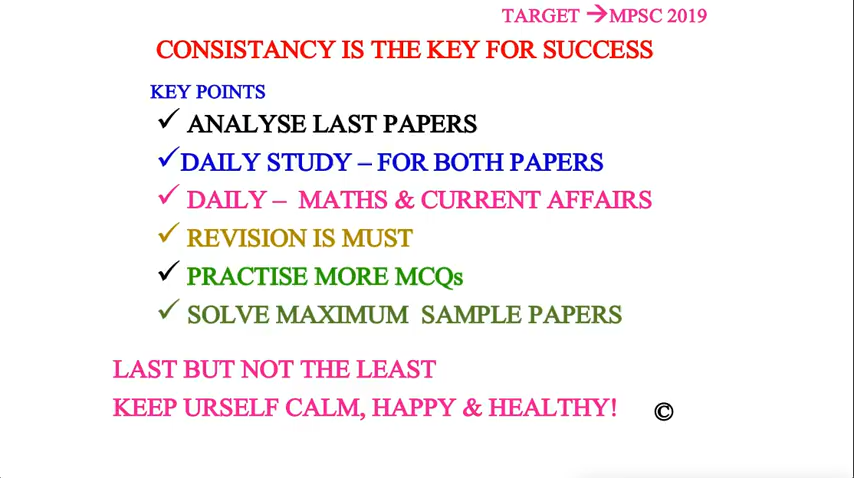 TARGET →MPSC 2019
CONSISTANCY IS THE KEY FOR SUCCESS
KEY POINTS
✓ ANALYSE LAST PAPERS
✓DAILY STUDY – FOR BOTH PAPERS
✓ DAILY – MATHS & CURRENT AFFAIRS
✓ REVISION IS MUST
✓ PRACTISE MORE MCQs
✓ SOLVE MAXIMUM SAMPLE PAPERS
LAST BUT NOT THE LEAST
KEEP URSELF CALM, HAPPY & HEALTHY! ©